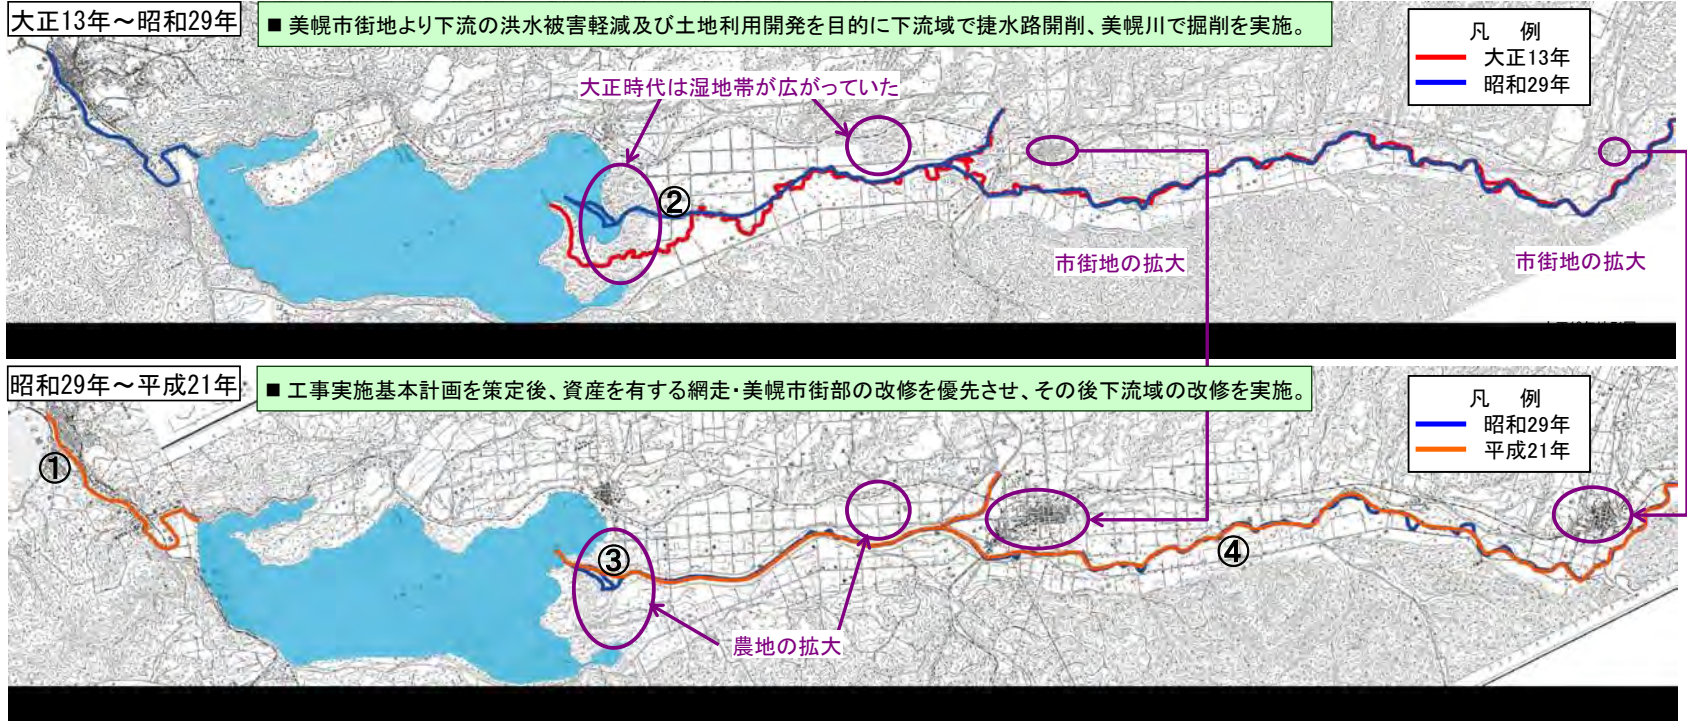 大正13年～昭和29年
■ 美幌市街地より下流の洪水被害軽減及び土地利用開発を目的に下流域で捷水路開削、美幌川で掘削を実施。
凡 例
大正13年
昭和29年
大正時代は湿地帯が広がっていた
②
市街地の拡大
市街地の拡大
昭和29年～平成21年
■ 工事実施基本計画を策定後、資産を有する網走・美幌市街部の改修を優先させ、その後下流域の改修を実施。
凡 例
昭和29年
平成21年
①
③
④
農地の拡大